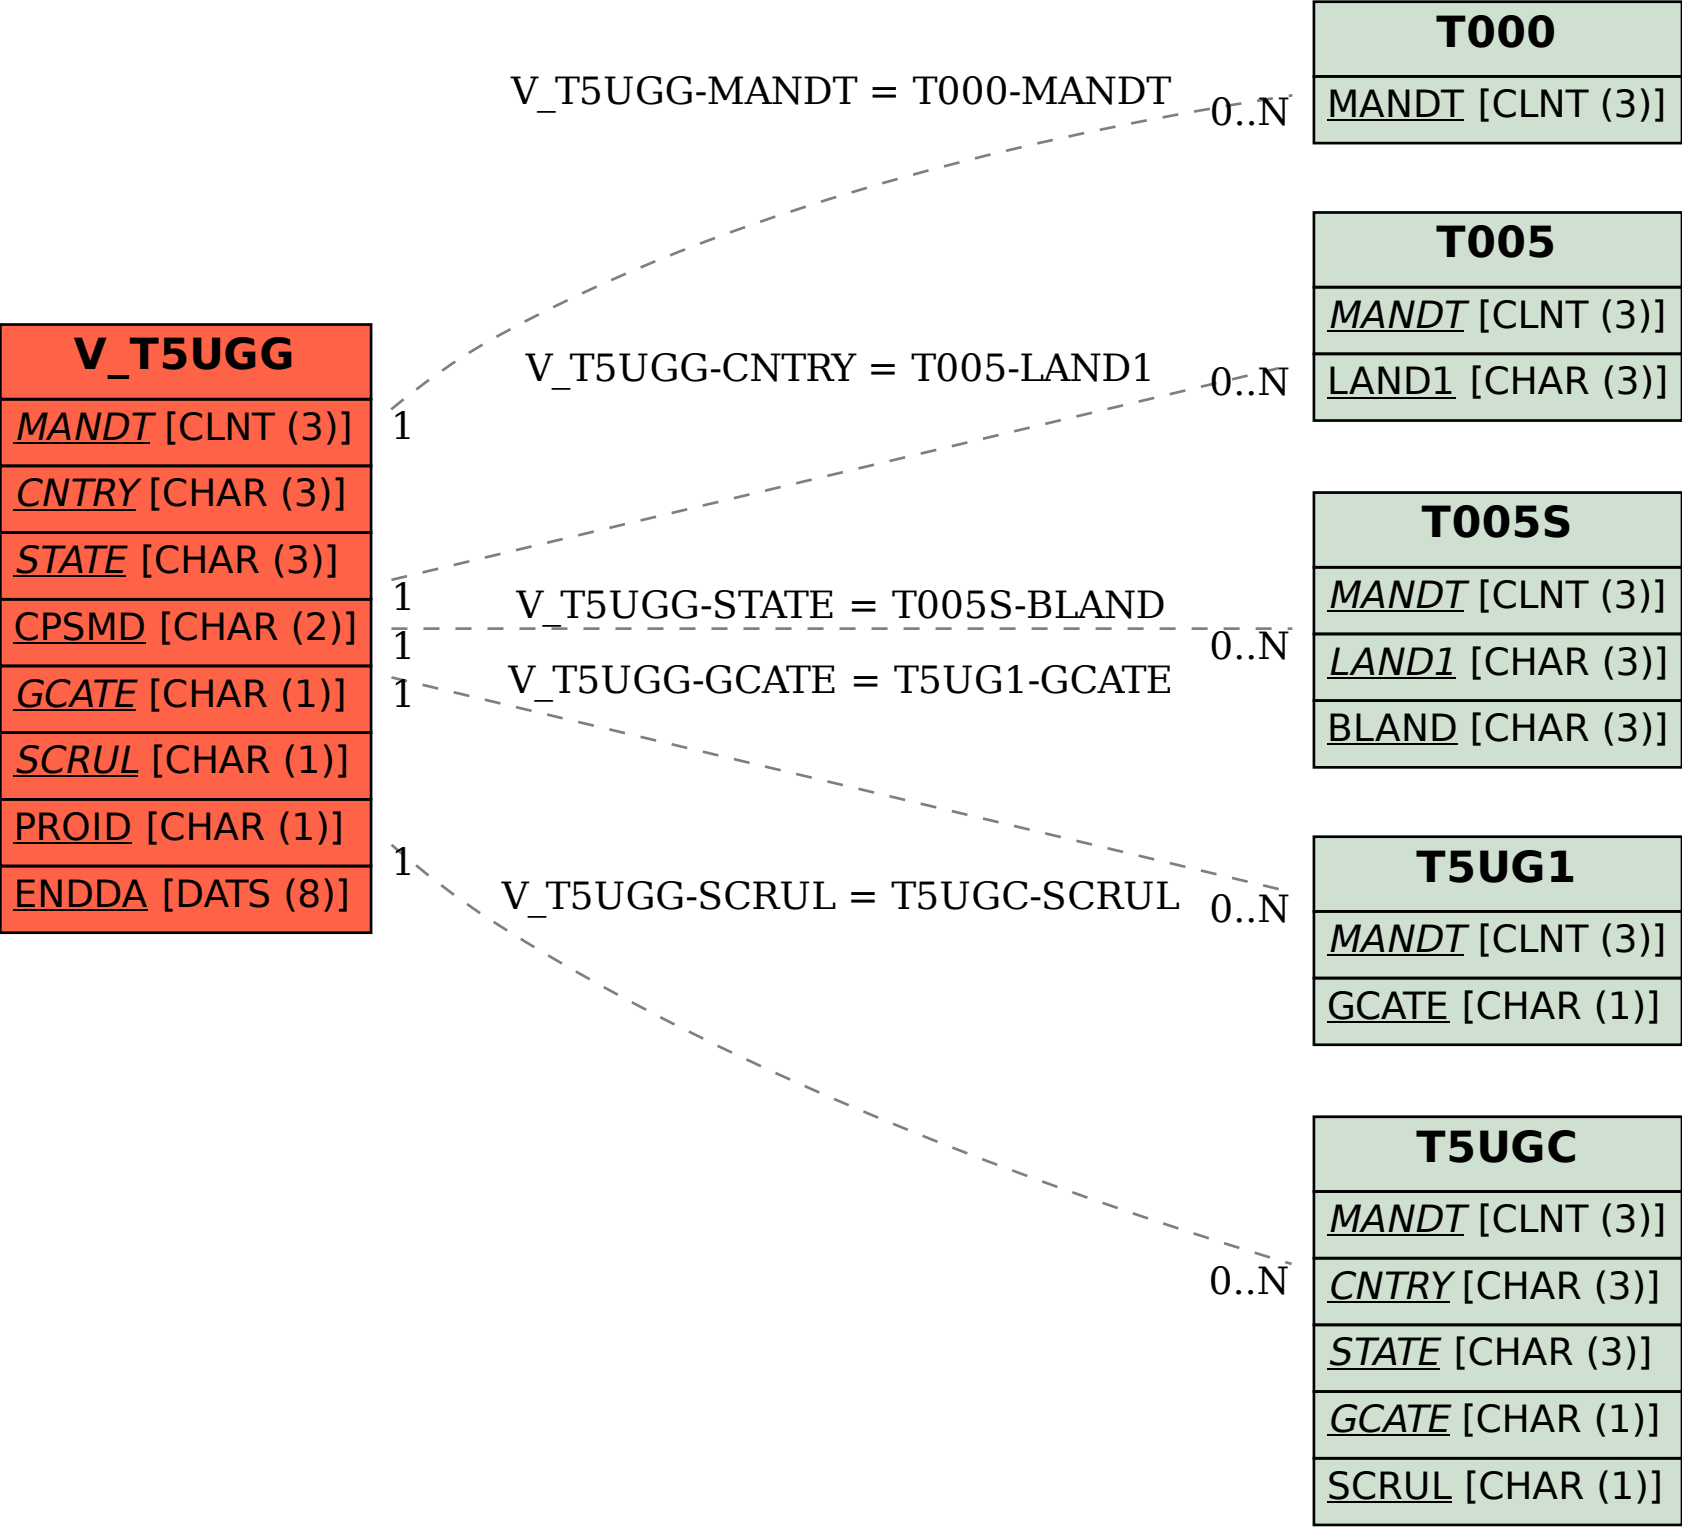 V_T5UGG
MANDT [CLNT (3)]
CNTRY [CHAR (3)]
STATE [CHAR (3)]
CPSMD [CHAR (2)]
GCATE [CHAR (1)]
SCRUL [CHAR (1)]
PROID [CHAR (1)]
ENDDA [DATS (8)]
V_T5UGG-MANDT = T000-MANDT
1
0..N
V_T5UGG-CNTRY = T005-LAND1
1
0..N
V_T5UGG-STATE = T005S-BLAND
1
0..N
V_T5UGG-GCATE = T5UG1-GCATE
1
0..N
V_T5UGG-SCRUL = T5UGC-SCRUL
1
0..N
T000
MANDT [CLNT (3)]
T005
MANDT [CLNT (3)]
LAND1 [CHAR (3)]
T005S
MANDT [CLNT (3)]
LAND1 [CHAR (3)]
BLAND [CHAR (3)]
T5UG1
MANDT [CLNT (3)]
GCATE [CHAR (1)]
T5UGC
MANDT [CLNT (3)]
CNTRY [CHAR (3)]
STATE [CHAR (3)]
GCATE [CHAR (1)]
SCRUL [CHAR (1)]